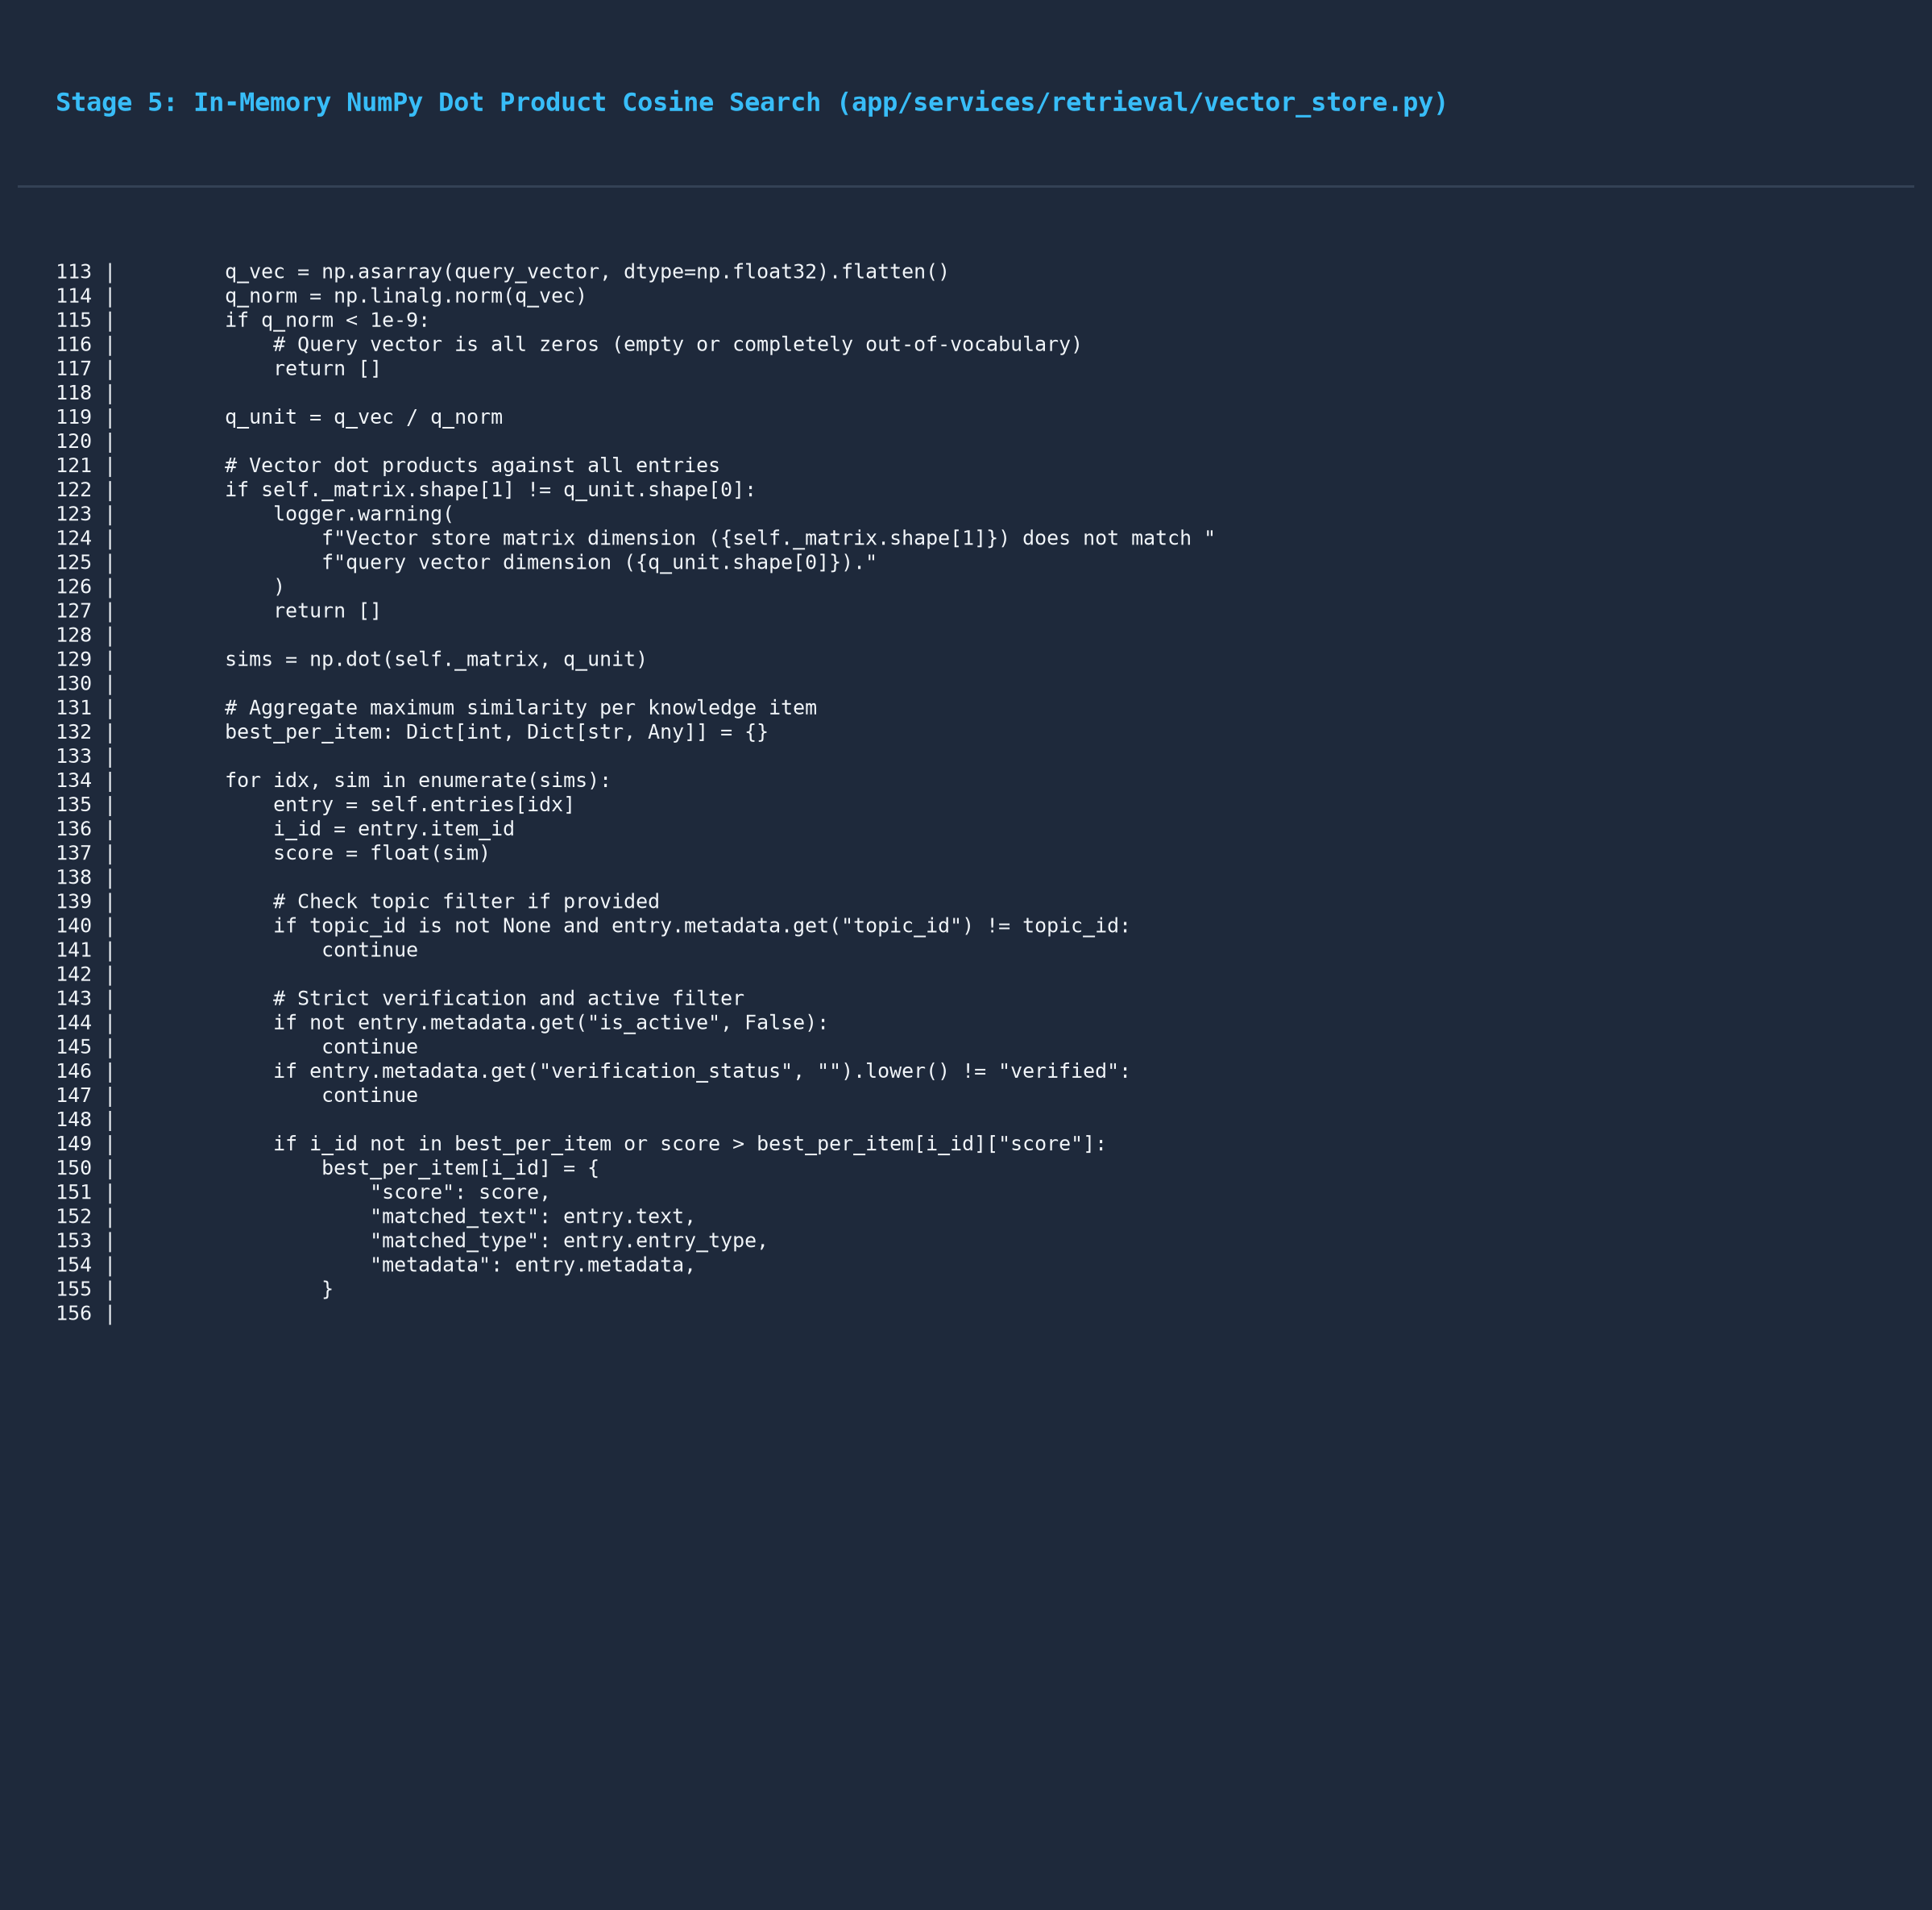 Stage 5: In-Memory NumPy Dot Product Cosine Search (app/services/retrieval/vector_store.py)
113 |         q_vec = np.asarray(query_vector, dtype=np.float32).flatten()
114 |         q_norm = np.linalg.norm(q_vec)
115 |         if q_norm < 1e-9:
116 |             # Query vector is all zeros (empty or completely out-of-vocabulary)
117 |             return []
118 |
119 |         q_unit = q_vec / q_norm
120 |
121 |         # Vector dot products against all entries
122 |         if self._matrix.shape[1] != q_unit.shape[0]:
123 |             logger.warning(
124 |                 f"Vector store matrix dimension ({self._matrix.shape[1]}) does not match "
125 |                 f"query vector dimension ({q_unit.shape[0]})."
126 |             )
127 |             return []
128 |
129 |         sims = np.dot(self._matrix, q_unit)
130 |
131 |         # Aggregate maximum similarity per knowledge item
132 |         best_per_item: Dict[int, Dict[str, Any]] = {}
133 |
134 |         for idx, sim in enumerate(sims):
135 |             entry = self.entries[idx]
136 |             i_id = entry.item_id
137 |             score = float(sim)
138 |
139 |             # Check topic filter if provided
140 |             if topic_id is not None and entry.metadata.get("topic_id") != topic_id:
141 |                 continue
142 |
143 |             # Strict verification and active filter
144 |             if not entry.metadata.get("is_active", False):
145 |                 continue
146 |             if entry.metadata.get("verification_status", "").lower() != "verified":
147 |                 continue
148 |
149 |             if i_id not in best_per_item or score > best_per_item[i_id]["score"]:
150 |                 best_per_item[i_id] = {
151 |                     "score": score,
152 |                     "matched_text": entry.text,
153 |                     "matched_type": entry.entry_type,
154 |                     "metadata": entry.metadata,
155 |                 }
156 |